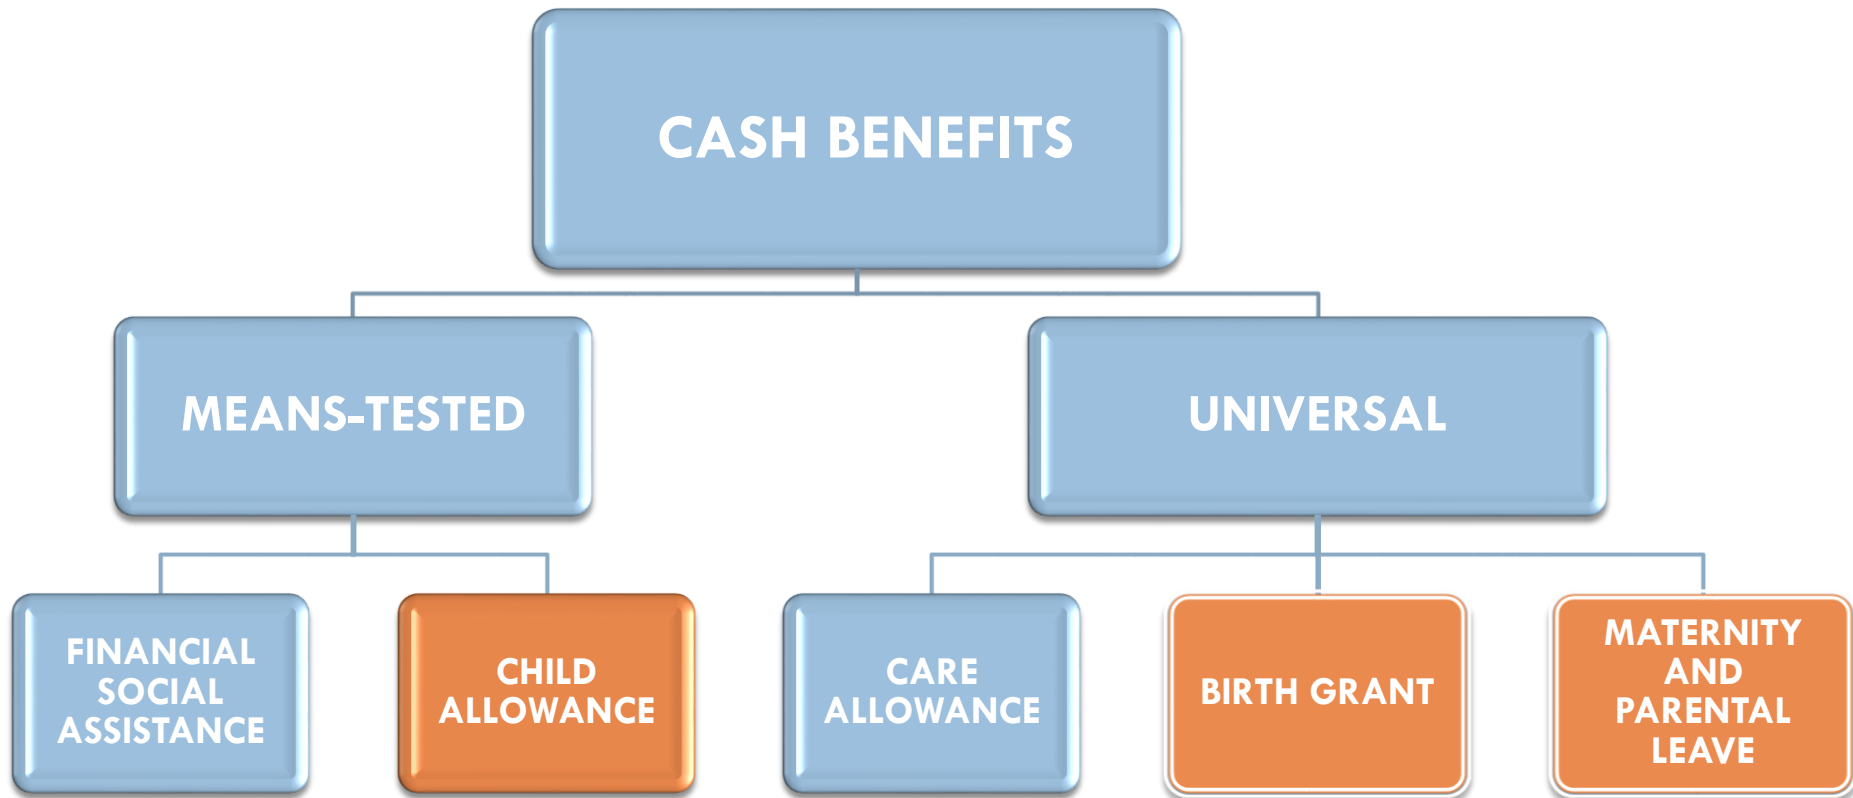 CASH BENEFITS
MEANS-TESTED
UNIVERSAL
FINANCIAL
SOCIAL
ASSISTANCE
CHILD
ALLOWANCE
CARE
ALLOWANCE
BIRTH GRANT
MATERNITY
AND
PARENTAL
LEAVE